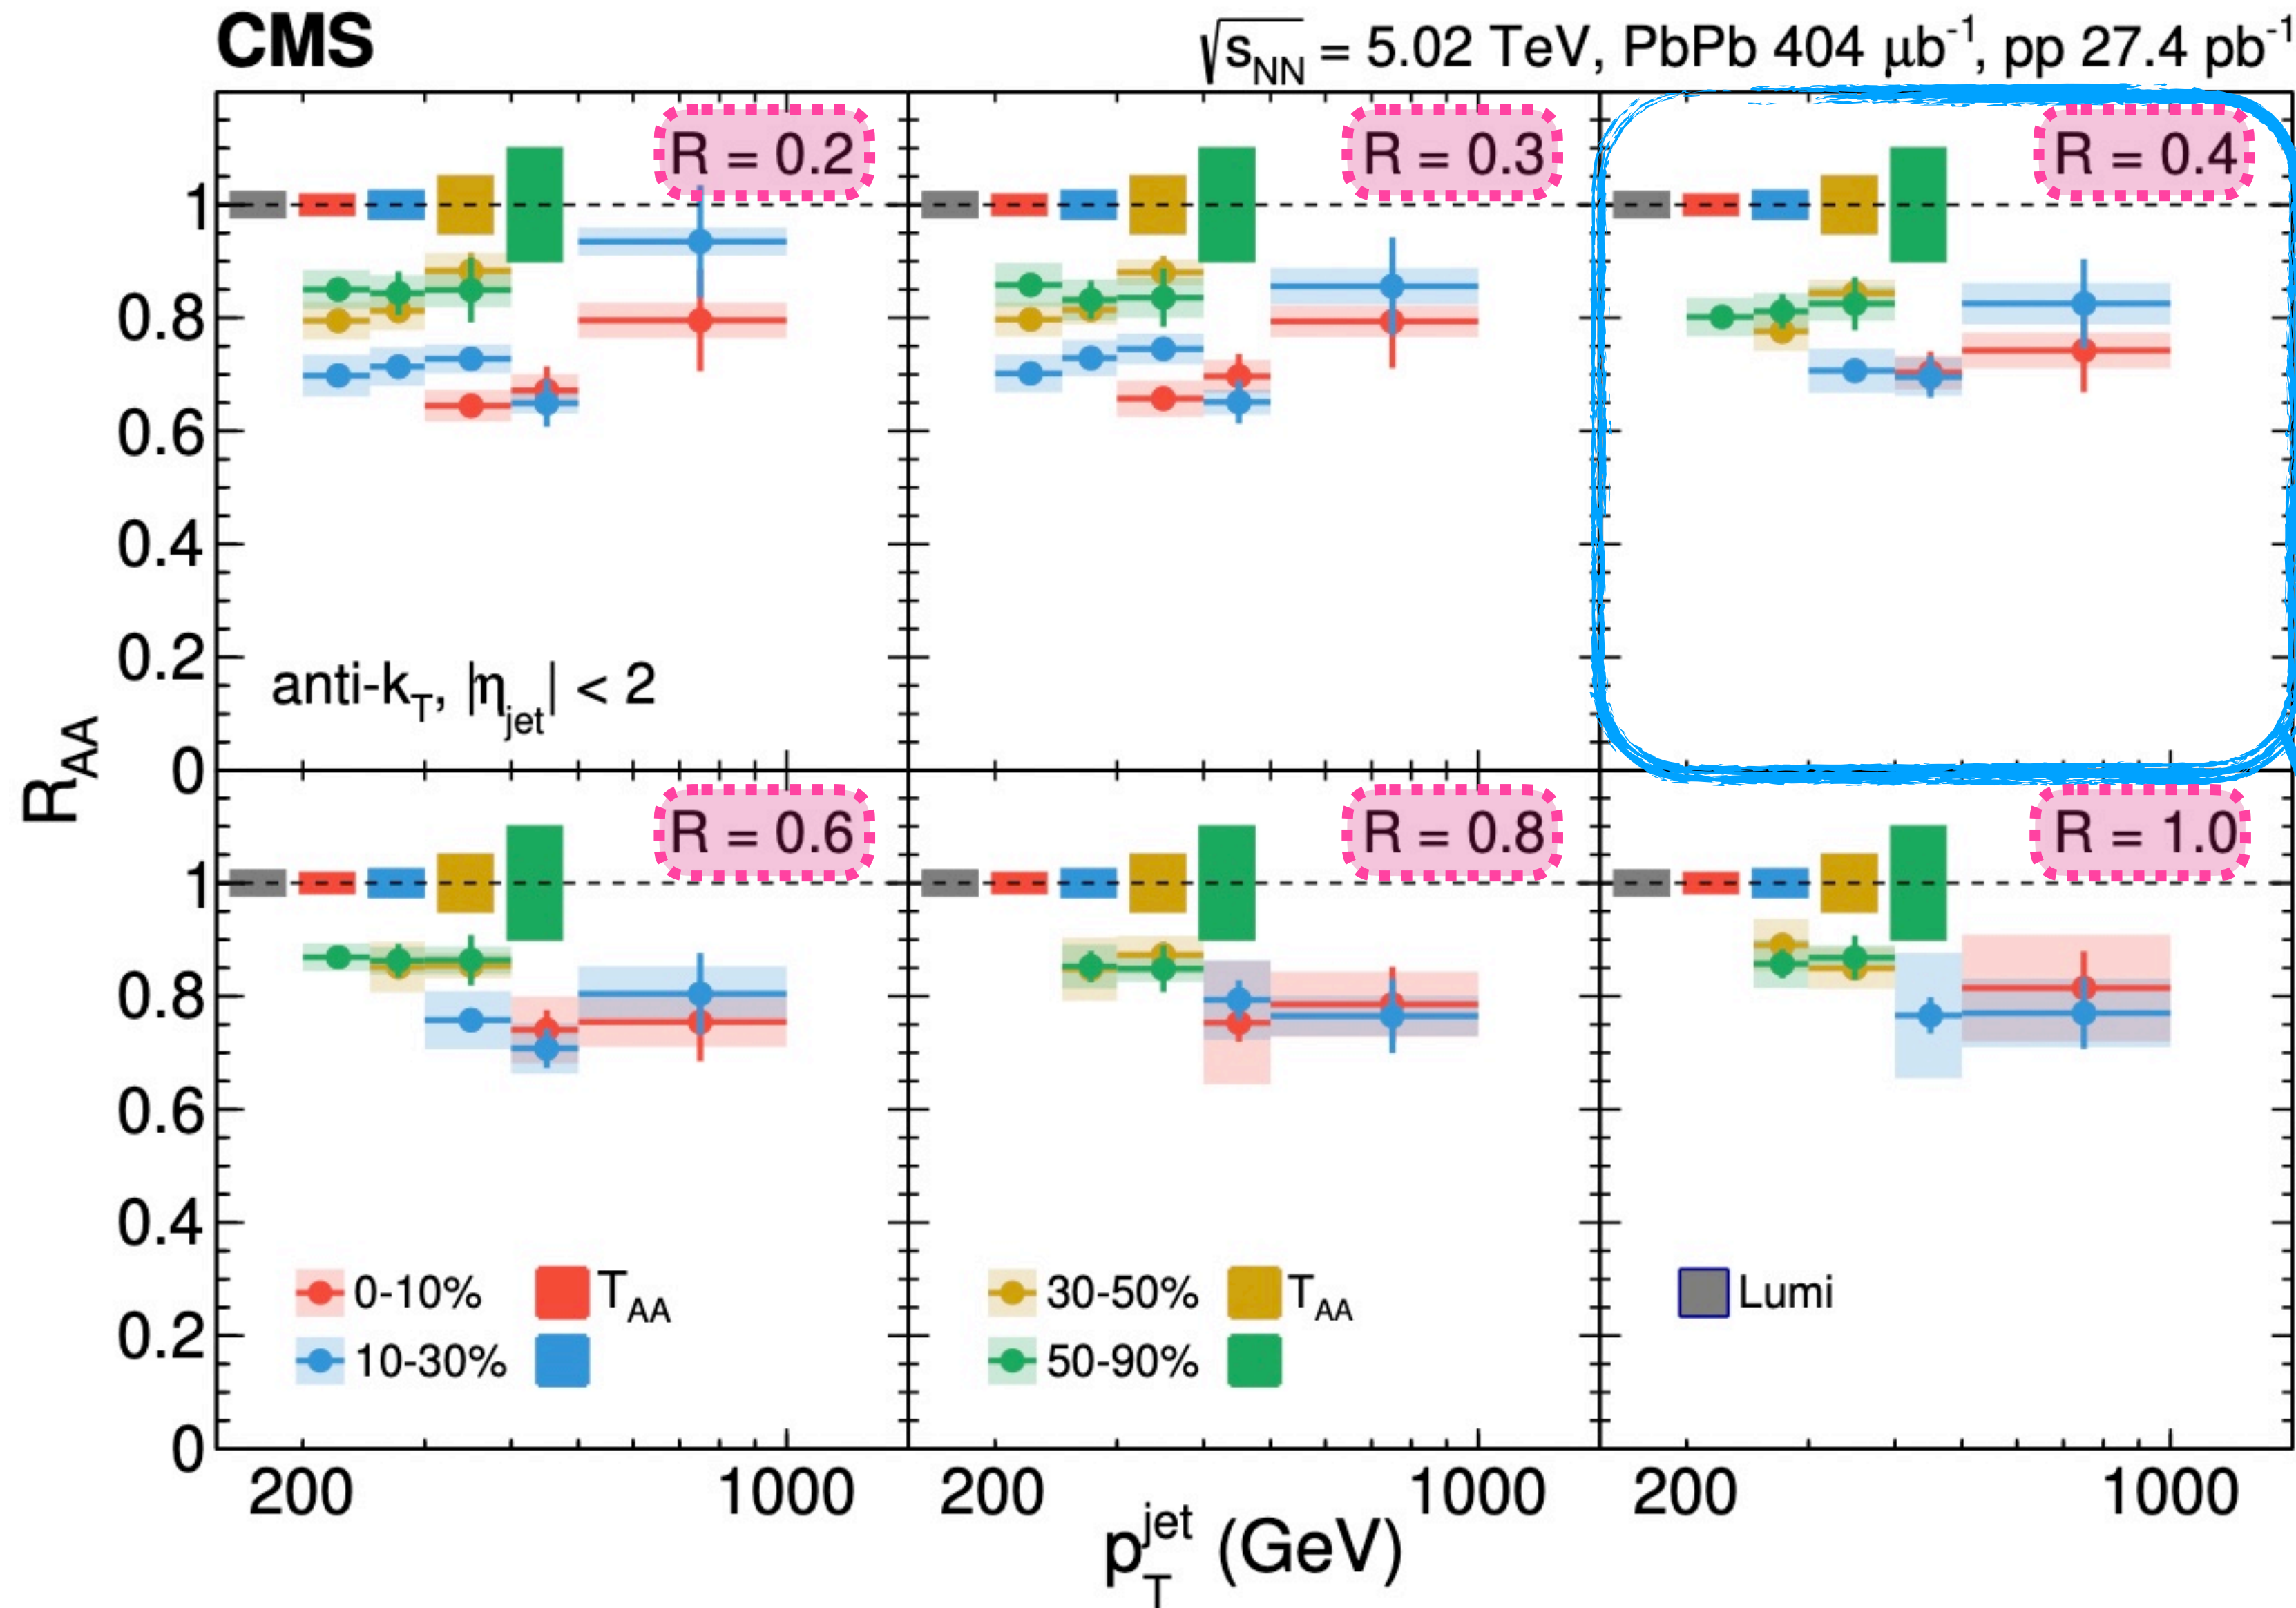 CMS
√sNN = 5.02 TeV, PbPb 404 μb-1, pp 27.4 pb-1
R = 0.2
R = 0.3
R = 0.4
1
0.8
0.6
0.4
0.2
0
anti-kT, |ηjet| < 2
RAA
R = 0.6
R = 0.8
R = 1.0
1
0.8
0.6
0.4
0.2
0
0-10%
TAA
10-30%
30-50%
TAA
50-90%
Lumi
200
1000
200
1000
200
1000
pTjet (GeV)